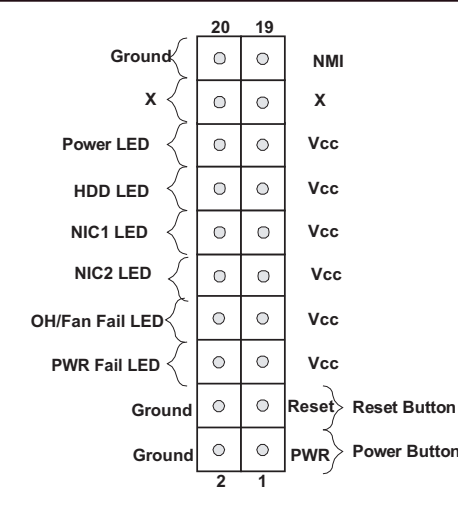 20 19
Ground NMI
X X
Power LED Vcc
HDD LED Vcc
NIC1 LED Vcc
NIC2 LED Vcc
OH/Fan Fail LED Vcc
PWR Fail LED Vcc
Ground Reset Reset Button
Ground PWR Power Button
2 1